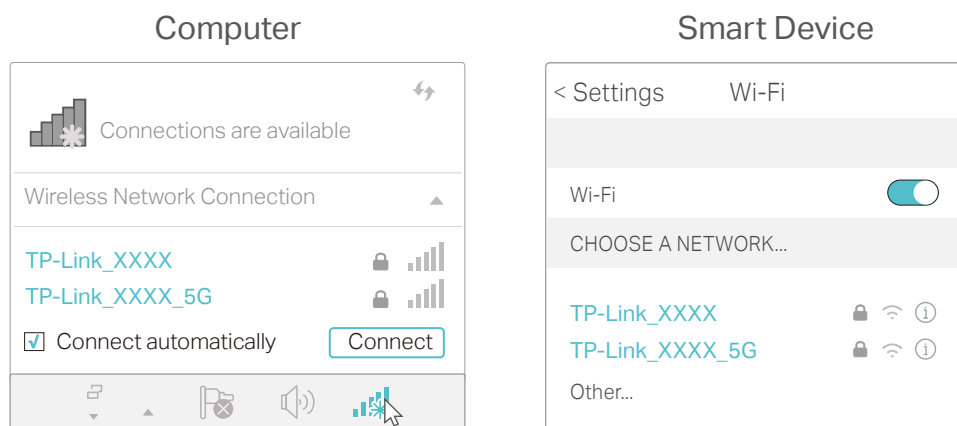 Computer
Connections are available
Wireless Network Connection
TP-Link_XXXX
TP-Link_XXXX_5G
Connect automatically
Connect
Smart Device
< Settings
Wi-Fi
Wi-Fi
CHOOSE A NETWORK...
TP-Link_XXXX
TP-Link_XXXX_5G
Other...